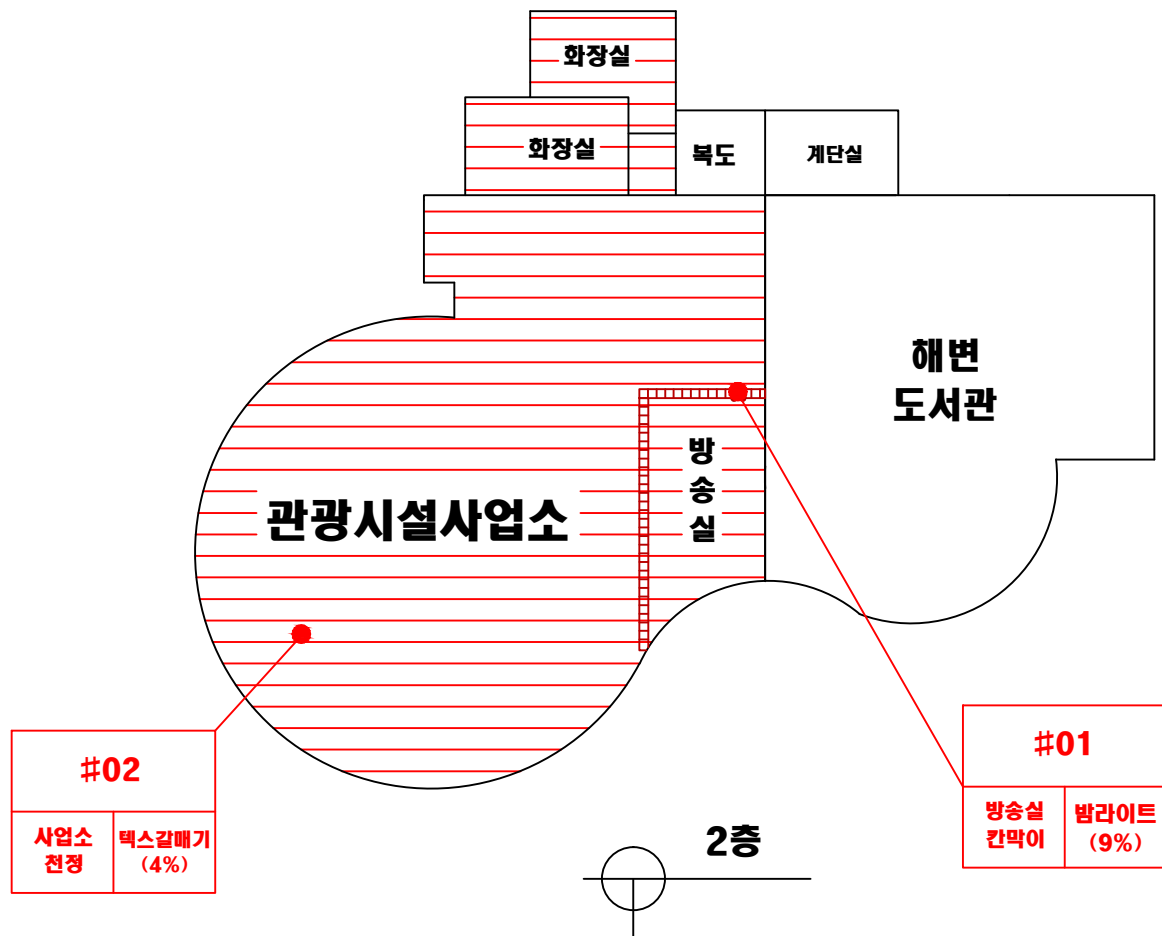 화장실
화장실
복도
계단실
해변
도서관
방
송
실
관광시설사업소
#02
사업소
천정
텍스갈매기
(4%)
#01
방송실
칸막이
밤라이트
(9%)
2층